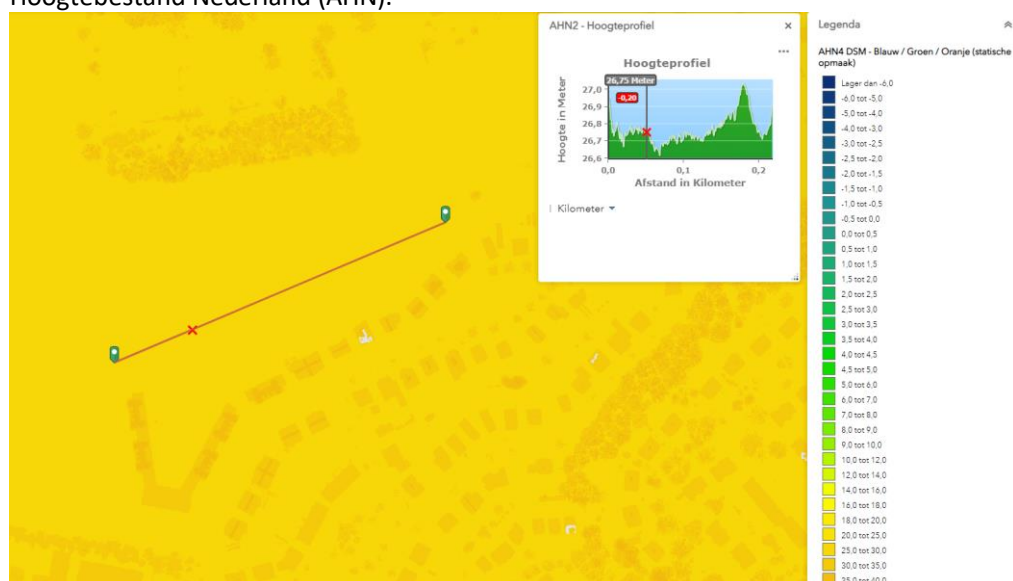 Hoogtebestand Nederland (AHN).
AHN2 - Hoogteprofiel ×
Hoogteprofiel
26,75 Meter
-0,20
Hoogte in Meter
27,0
26,9
26,8
26,7
26,6
0,0 0,1 0,2
Afstand in Kilometer
Kilometer
Legenda
AHN4 DSM - Blauw / Groen / Oranje (statische
opmaak)
Lager dan -6,0
-6,0 tot -5,0
-5,0 tot -4,0
-4,0 tot -3,0
-3,0 tot -2,5
-2,5 tot -2,0
-2,0 tot -1,5
-1,5 tot -1,0
-1,0 tot -0,5
-0,5 tot 0,0
0,0 tot 0,5
0,5 tot 1,0
1,0 tot 1,5
1,5 tot 2,0
2,0 tot 2,5
2,5 tot 3,0
3,0 tot 3,5
3,5 tot 4,0
4,0 tot 4,5
4,5 tot 5,0
5,0 tot 6,0
6,0 tot 7,0
7,0 tot 8,0
8,0 tot 9,0
9,0 tot 10,0
10,0 tot 12,0
12,0 tot 14,0
14,0 tot 16,0
16,0 tot 18,0
18,0 tot 20,0
20,0 tot 25,0
25,0 tot 30,0
30,0 tot 35,0
35,0 tot 40,0